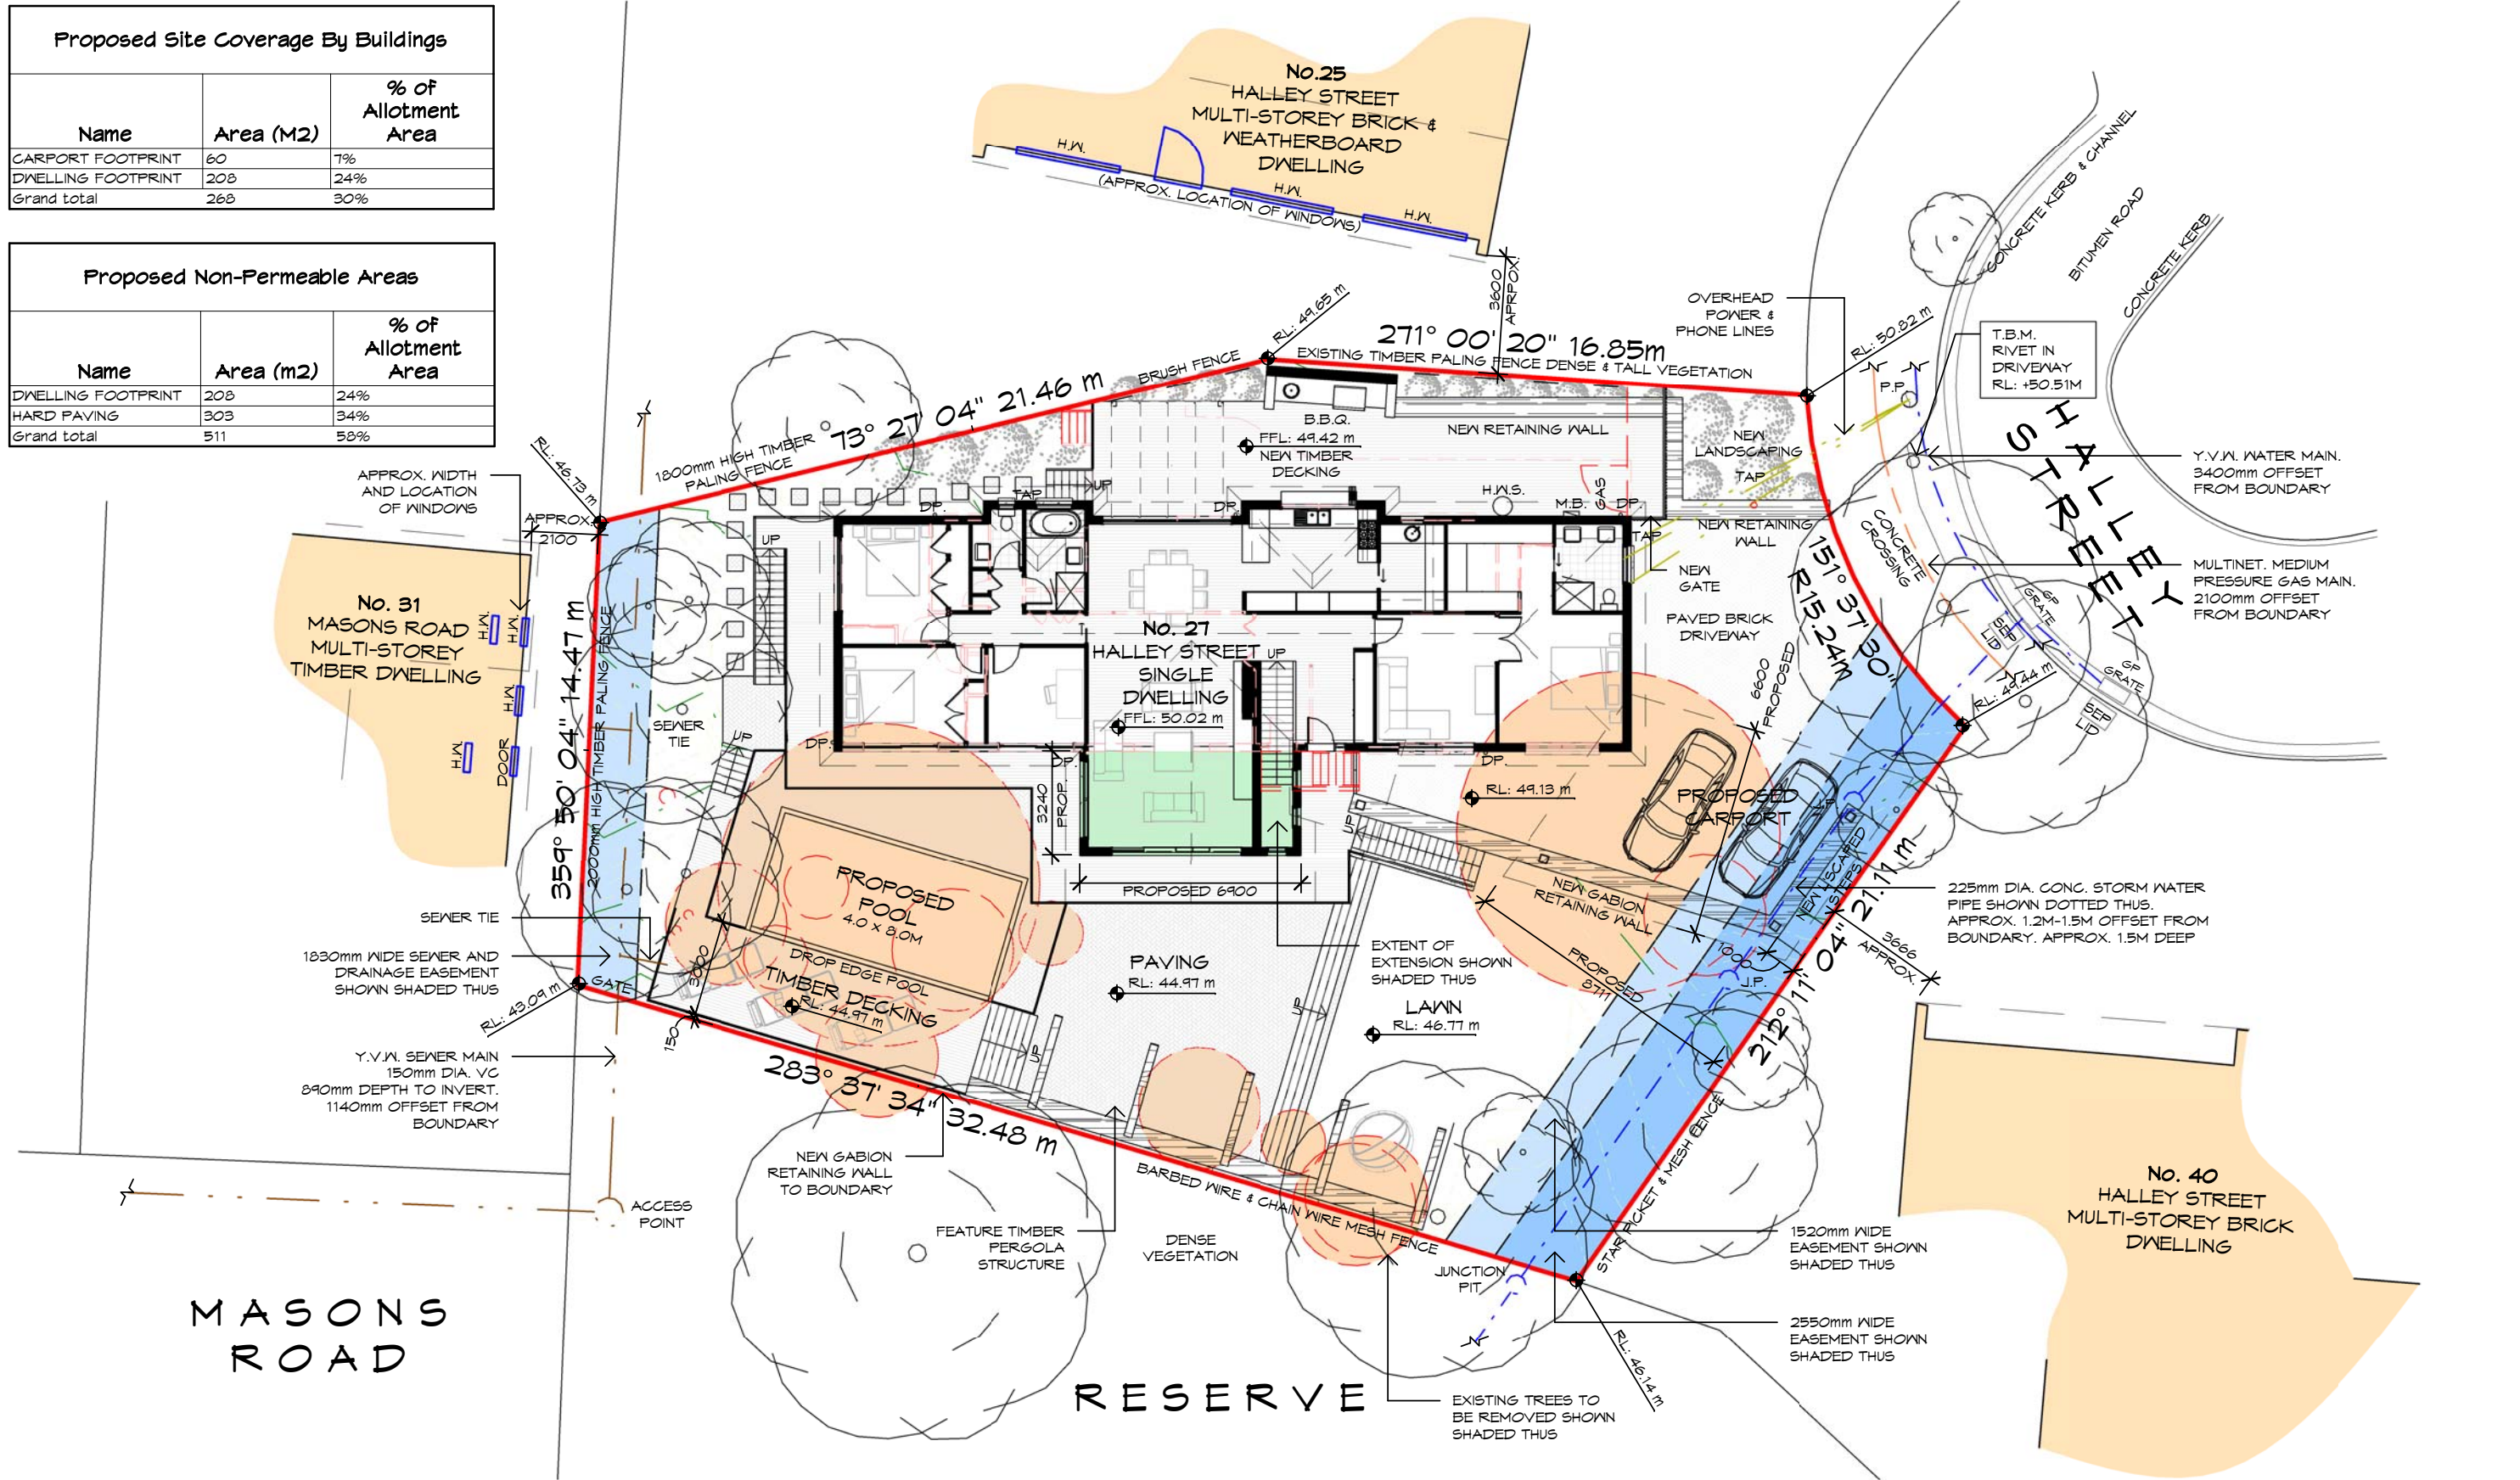 Proposed Site Coverage By Buildings
Name Area (M2) % of Allotment Area
CARPORT FOOTPRINT 60 7%
DWELLING FOOTPRINT 208 24%
Grand total 268 30%
Proposed Non-Permeable Areas
Name Area (m2) % of Allotment Area
DWELLING FOOTPRINT 208 24%
HARD PAVING 303 34%
Grand total 511 58%
No.25
HALLEY STREET
MULTI-STOREY BRICK &
WEATHERBOARD
DWELLING
H.W.
H.W.
H.W.
(APPROX. LOCATION OF WINDOWS)
3600
APRPOX.
CONCRETE KERB & CHANNEL
BITUMEN ROAD
CONCRETE KERB
OVERHEAD
POWER &
PHONE LINES
RL: 50.82 m
T.B.M.
RIVET IN
DRIVEWAY
RL: +50.51M
P.P.
HALLEY
STREET
Y.V.W. WATER MAIN.
3400mm OFFSET
FROM BOUNDARY
MULTINET. MEDIUM
PRESSURE GAS MAIN.
2100mm OFFSET
FROM BOUNDARY
RL: 49.65 m
271° 00' 20" 16.85m
EXISTING TIMBER PALING FENCE DENSE & TALL VEGETATION
BRUSH FENCE
73° 27' 04" 21.46 m
1800mm HIGH TIMBER
PALING FENCE
RL: 46.73 m
APPROX. WIDTH
AND LOCATION
OF WINDOWS
APPROX.
2100
B.B.Q.
FFL: 49.42 m
NEW TIMBER
DECKING
NEW RETAINING WALL
NEW
LANDSCAPING
TAP
H.W.S.
M.B.
GAS
DP.
DP.
DP.
TAP
UP
UP
TAP
NEW RETAINING
WALL
NEW
GATE
PAVED BRICK
DRIVEWAY
CONCRETE
CROSSING
151° 37' 30"
R15.24m
GP
GRATE
SEP
LID
GP
GRATE
SEP
LID
RL: 49.44 m
No. 31
MASONS ROAD
MULTI-STOREY
TIMBER DWELLING
H.W.
H.W.
H.W.
H.W.
DOOR
359° 50' 04" 14.47 m
2000mm HIGH TIMBER PALING FENCE
SEWER
TIE
UP
DP.
No. 27
HALLEY STREET
SINGLE
DWELLING
FFL: 50.02 m
UP
DP.
DP.
3240
PROP.
PROPOSED 6900
RL: 49.13 m
6600
PROPOSED
PROPOSED
CARPORT
J.P.
UP
NEW GABION
RETAINING WALL
NEW L'SCAPED
STEPS
21.11 m
212° 11' 04"
3666
APPROX.
1000
J.P.
PROPOSED
8711
225mm DIA. CONC. STORM WATER
PIPE SHOWN DOTTED THUS.
APPROX. 1.2M-1.5M OFFSET FROM
BOUNDARY. APPROX. 1.5M DEEP
EXTENT OF
EXTENSION SHOWN
SHADED THUS
LAWN
RL: 46.77 m
PAVING
RL: 44.97 m
UP
UP
PROPOSED
POOL
4.0 X 8.0M
DROP EDGE POOL
TIMBER DECKING
RL: 44.97 m
3000
150
SEWER TIE
1830mm WIDE SEWER AND
DRAINAGE EASEMENT
SHOWN SHADED THUS
GATE
RL: 43.09 m
Y.V.W. SEWER MAIN
150mm DIA. VC
890mm DEPTH TO INVERT.
1140mm OFFSET FROM
BOUNDARY
283° 37' 34" 32.48 m
BARBED WIRE & CHAIN WIRE MESH FENCE
STAR PICKET & MESH FENCE
NEW GABION
RETAINING WALL
TO BOUNDARY
ACCESS
POINT
FEATURE TIMBER
PERGOLA
STRUCTURE
DENSE
VEGETATION
JUNCTION
PIT
1520mm WIDE
EASEMENT SHOWN
SHADED THUS
2550mm WIDE
EASEMENT SHOWN
SHADED THUS
RL: 46.14 m
No. 40
HALLEY STREET
MULTI-STOREY BRICK
DWELLING
MASONS
ROAD
RESERVE
EXISTING TREES TO
BE REMOVED SHOWN
SHADED THUS